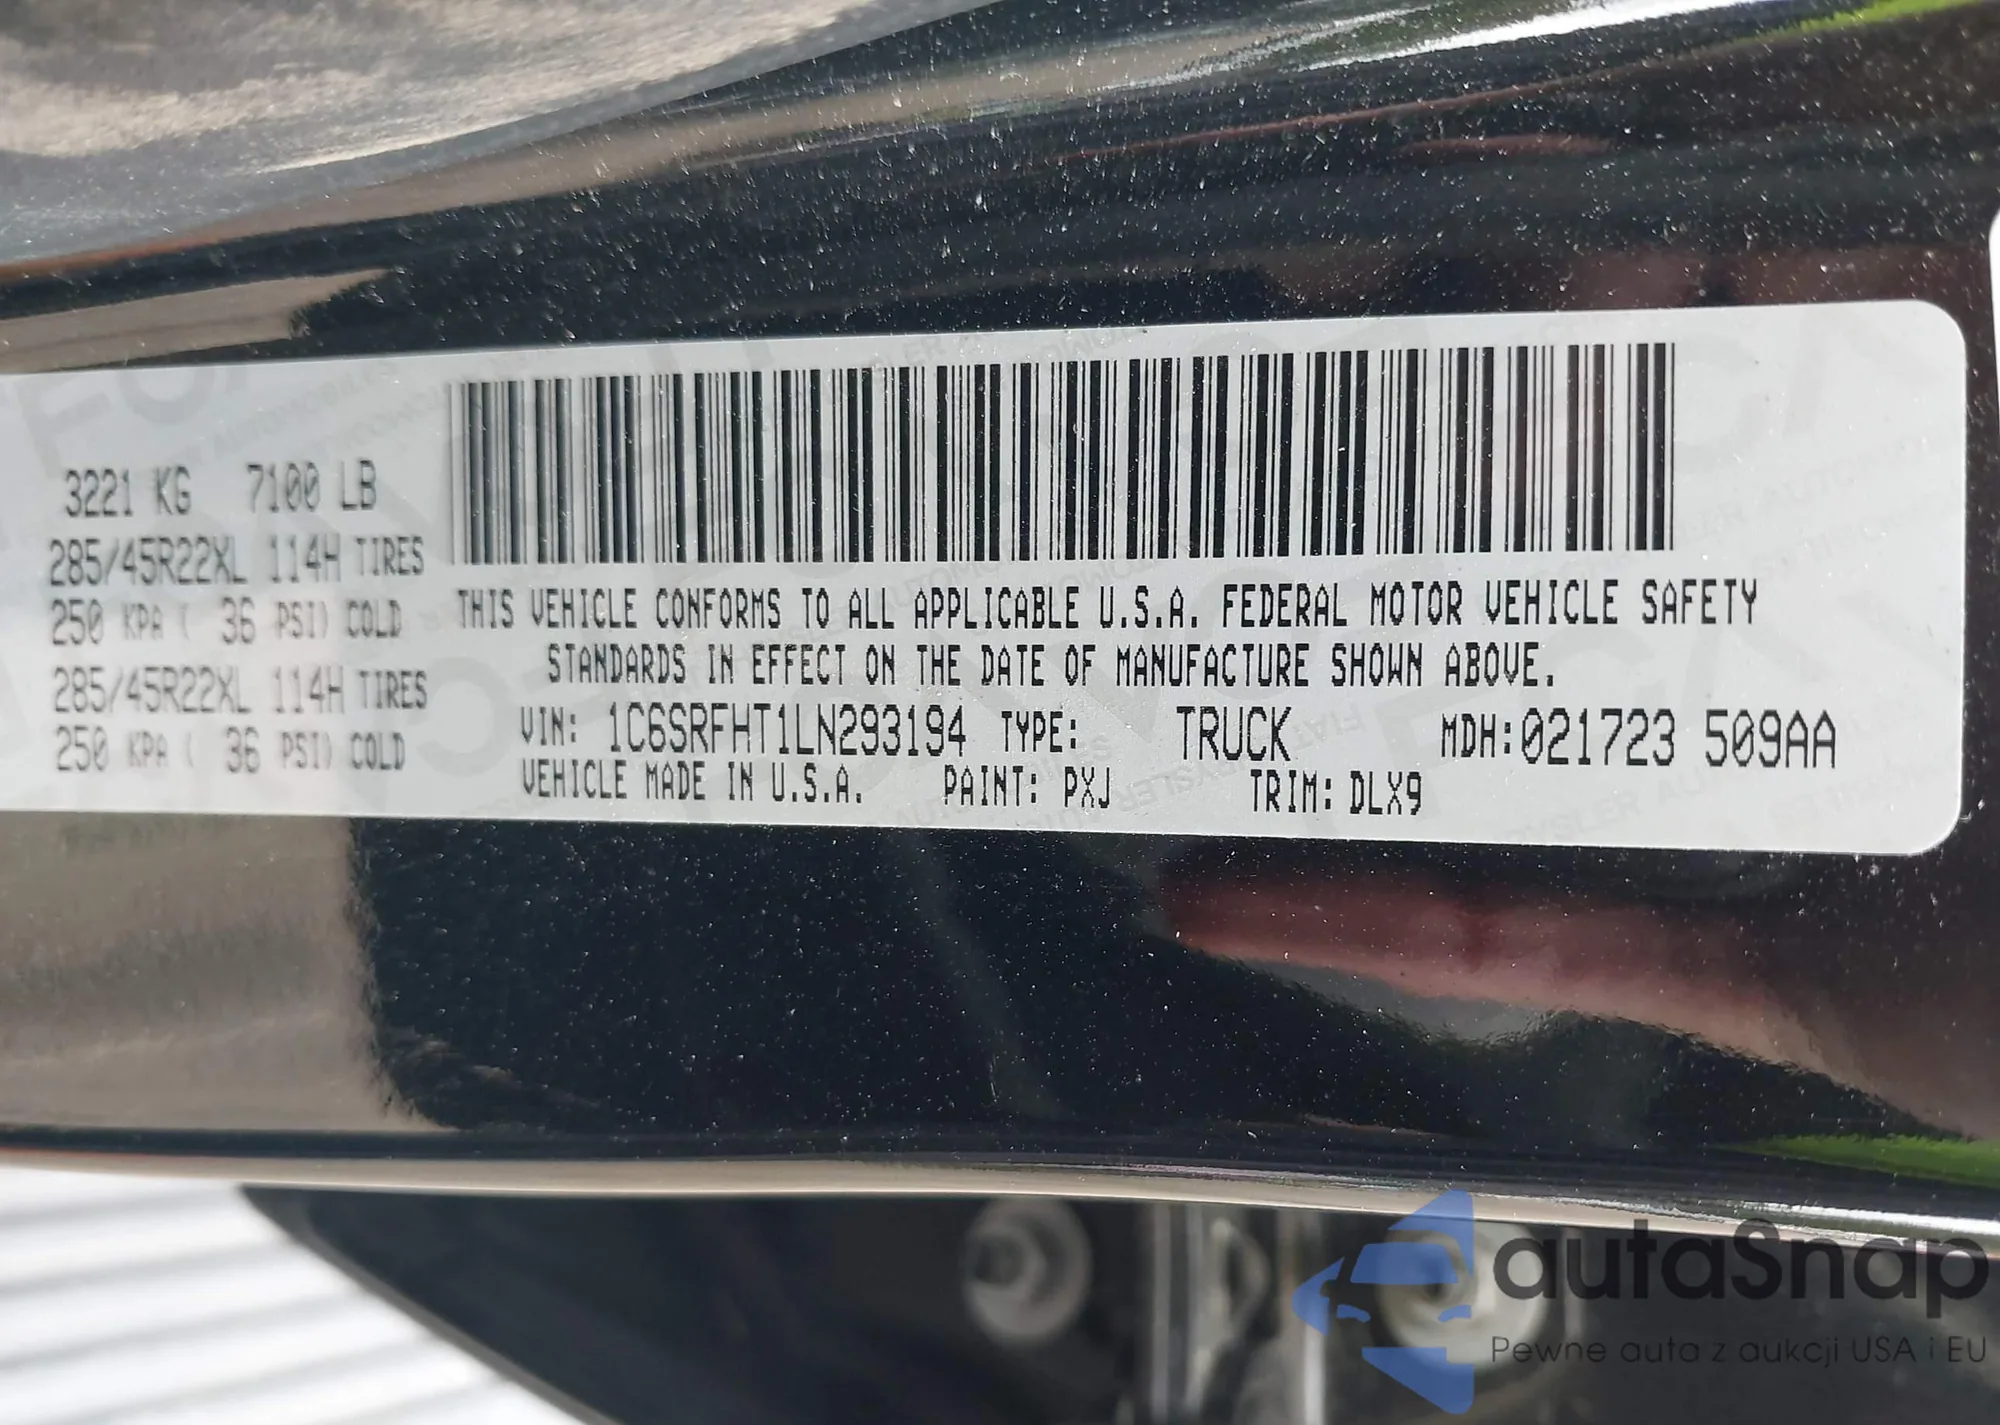 3221 KG 7100 LB
285/45R22XL 114H TIRES
250 KPA ( 36 PSI) COLD
285/45R22XL 114H TIRES
250 KPA ( 36 PSI) COLD
THIS VEHICLE CONFORMS TO ALL APPLICABLE U.S.A. FEDERAL MOTOR VEHICLE SAFETY
STANDARDS IN EFFECT ON THE DATE OF MANUFACTURE SHOWN ABOVE.
VIN: 1C6SRFHT1LN293194 TYPE: TRUCK MDH:021723 509AA
VEHICLE MADE IN U.S.A. PAINT: PXJ TRIM: DLX9
autaSnap
Pewne auta z aukcji USA i EU